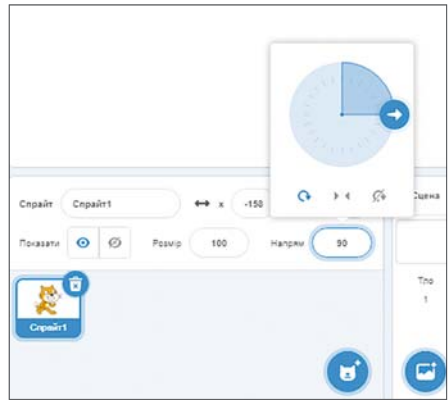 Спрайт Спрайт1 x -158 Сцена
Показати Розмір 100 Напрям 90
Тло
1
Спрайт1